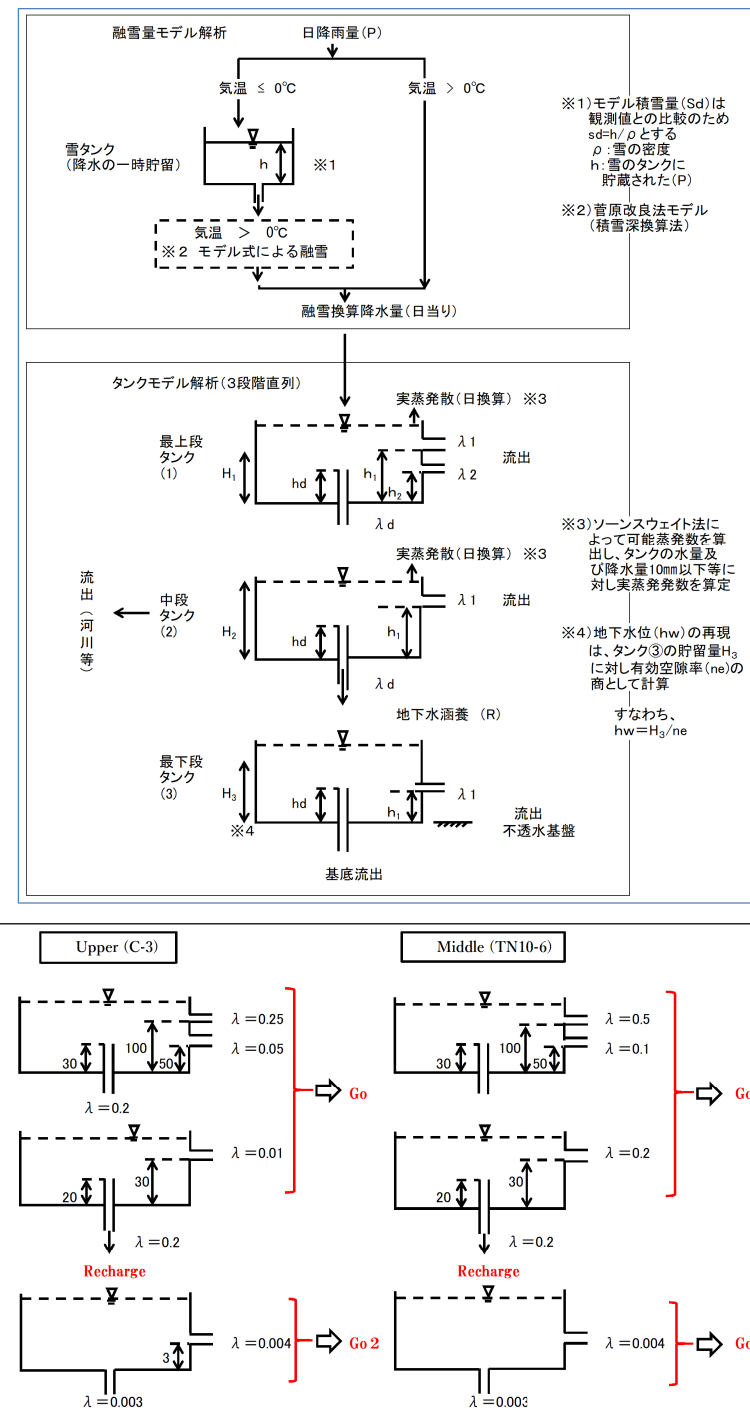 融雪量モデル解析
日降雨量(P)
気温 ≦ 0℃
気温 > 0℃
雪タンク
(降水の一時貯留)
h
※1
気温 > 0℃
※2 モデル式による融雪
融雪換算降水量(日当り)
※1)モデル積雪量(Sd)は
観測値との比較のため
sd=h/ρとする
ρ:雪の密度
h:雪のタンクに
貯蔵された(P)
※2)菅原改良法モデル
(積雪深換算法)
タンクモデル解析(3段階直列)
実蒸発散(日換算) ※3
最上段
タンク
(1)
H₁
hd
h₁
h₂
λ1
λ2
流出
λd
実蒸発散(日換算) ※3
流出(河川等)
中段
タンク
(2)
H₂
hd
h₁
λ1
流出
λd
地下水涵養 (R)
最下段
タンク
(3)
H₃
※4
hd
h₁
λ1
流出
不透水基盤
基底流出
※3)ソーンスウェイト法に
よって可能蒸発数を算
出し、タンクの水量及
び降水量10mm以下等に
対し実蒸発発数を算定
※4)地下水位(hw)の再現
は、タンク③の貯留量H₃
に対し有効空隙率(ne)の
商として計算
すなわち、
hw=H₃/ne
Upper (C-3)
λ=0.25
λ=0.05
30
100
50
λ=0.2
Go
λ=0.01
20
30
λ=0.2
Recharge
λ=0.004
3
Go 2
λ=0.003
Middle (TN10-6)
λ=0.5
λ=0.1
30
100
50
Go
λ=0.2
20
30
λ=0.2
Recharge
λ=0.004
Go
λ=0.003